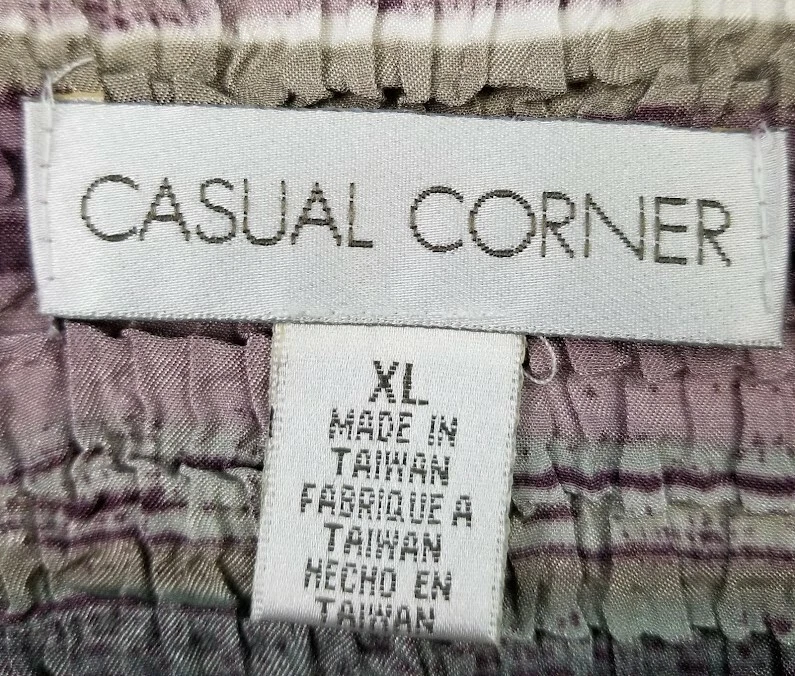 CASUAL CORNER
XL
MADE IN
TAIWAN
FABRIQUE A
TAIWAN
HECHO EN
TAIWAN